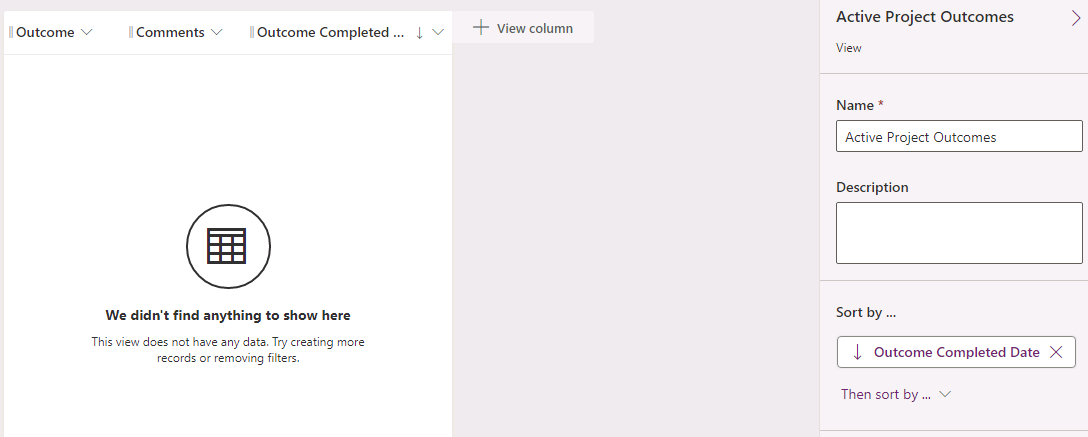 Outcome
Comments
Outcome Completed ...
View column
We didn't find anything to show here
This view does not have any data. Try creating more
records or removing filters.
Active Project Outcomes
View
Name *
Active Project Outcomes
Description
Sort by ...
Outcome Completed Date
Then sort by ...